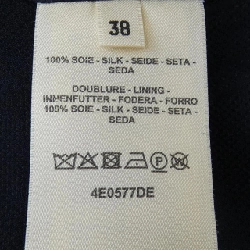 38
100% SOIE - SILK - SEIDE - SETA -
SEDA
DOUBLURE - LINING -
INNENFUTTER - FODERA - FORRO
100% SOIE - SILK - SEIDE - SETA -
SEDA
P
4E0577DE